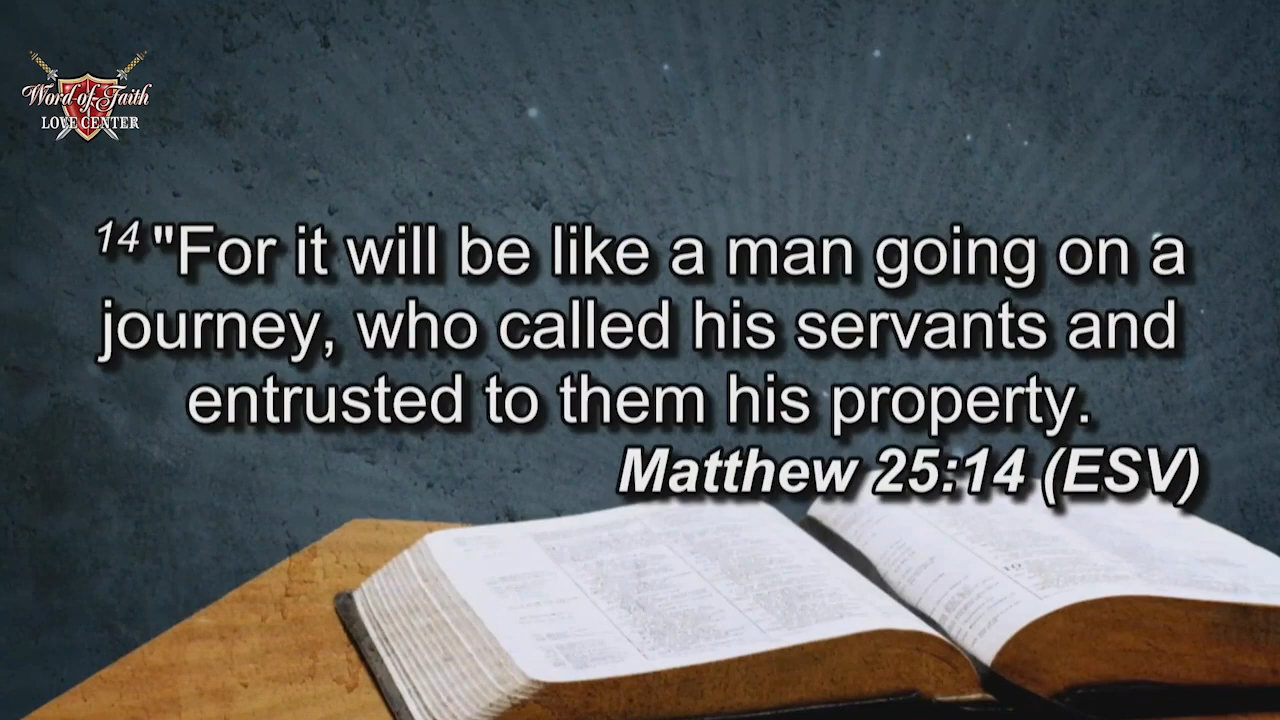 Word of Faith
LOVE CENTER
14 "For it will be like a man going on a
journey, who called his servants and
entrusted to them his property.
Matthew 25:14 (ESV)